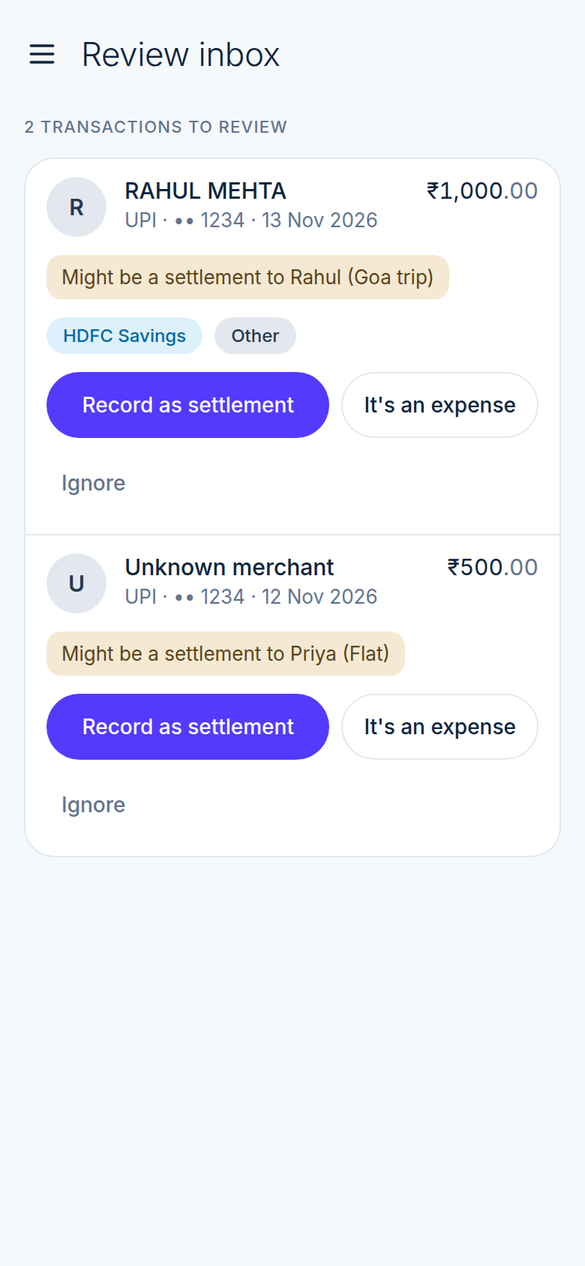 Review inbox
2 TRANSACTIONS TO REVIEW
R
RAHUL MEHTA
₹1,000.00
UPI · •• 1234 · 13 Nov 2026
Might be a settlement to Rahul (Goa trip)
HDFC Savings
Other
Record as settlement
It's an expense
Ignore
U
Unknown merchant
₹500.00
UPI · •• 1234 · 12 Nov 2026
Might be a settlement to Priya (Flat)
Record as settlement
It's an expense
Ignore